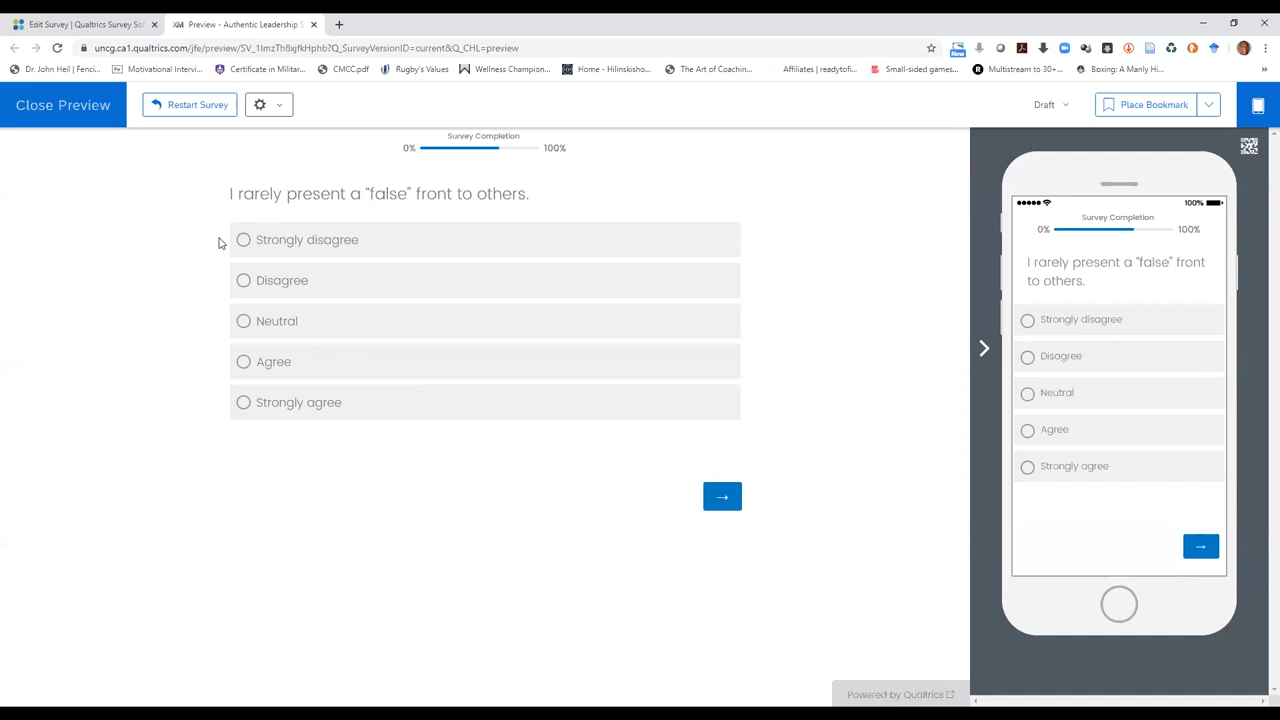 Edit Survey | Qualtrics Survey Sol
Preview - Authentic Leadership S
uncg.ca1.qualtrics.com/jfe/preview/SV_1ImzTh8xjfkHphb?Q_SurveyVersionID=current&Q_CHL=preview
New
Dr. John Heil | Fenci...
Motivational Intervi...
Certificate in Militar...
CMCC.pdf
Rugby's Values
Wellness Champion...
Home - Hilinskisho...
The Art of Coachin...
Affiliates | readytofi...
Small-sided games...
Multistream to 30+...
Boxing: A Manly Hi...
Close Preview
Restart Survey
Draft
Place Bookmark
Survey Completion
0% 100%
I rarely present a “false” front to others.
Strongly disagree
Disagree
Neutral
Agree
Strongly agree
→
Powered by Qualtrics
100%
Survey Completion
0% 100%
I rarely present a “false” front
to others.
Strongly disagree
Disagree
Neutral
Agree
Strongly agree
→